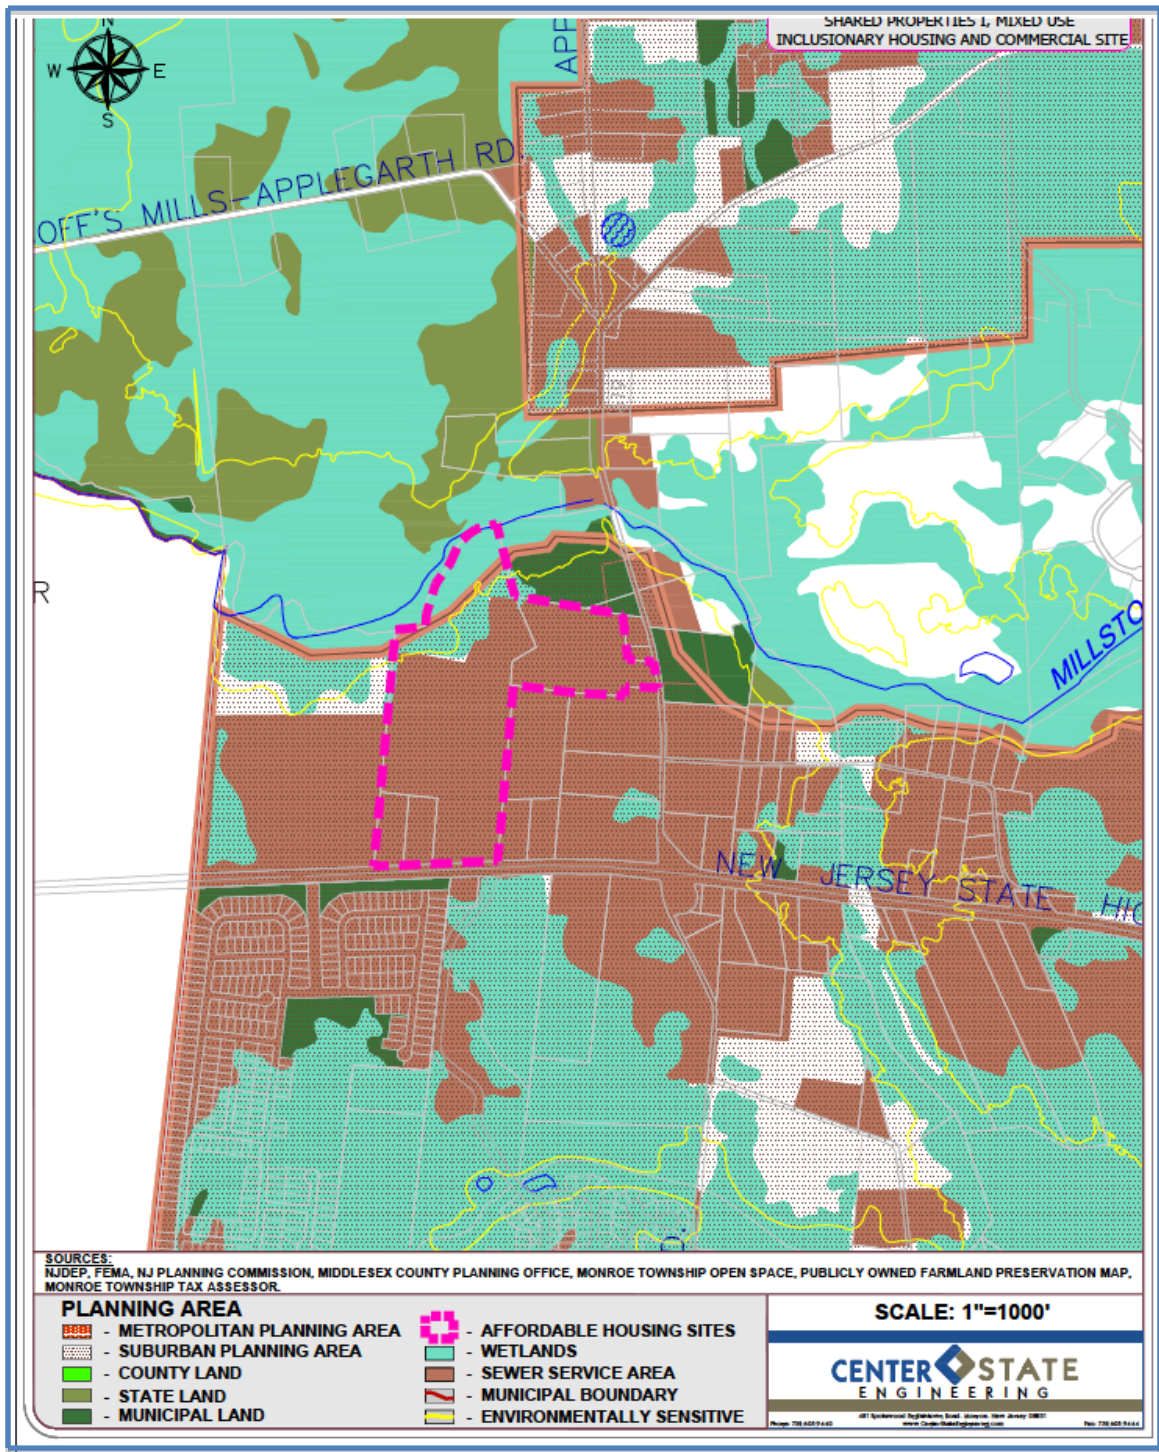 N
W
E
S
APP
SHARED PROPERTIES I, MIXED USE
INCLUSIONARY HOUSING AND COMMERCIAL SITE
OFF'S MILLS-APPLEGARTH RD.
R
MILLSTO
NEW JERSEY STATE HIG
SOURCES:
NJDEP, FEMA, NJ PLANNING COMMISSION, MIDDLESEX COUNTY PLANNING OFFICE, MONROE TOWNSHIP OPEN SPACE, PUBLICLY OWNED FARMLAND PRESERVATION MAP,
MONROE TOWNSHIP TAX ASSESSOR.
PLANNING AREA
- METROPOLITAN PLANNING AREA
- SUBURBAN PLANNING AREA
- COUNTY LAND
- STATE LAND
- MUNICIPAL LAND
- AFFORDABLE HOUSING SITES
- WETLANDS
- SEWER SERVICE AREA
- MUNICIPAL BOUNDARY
- ENVIRONMENTALLY SENSITIVE
SCALE: 1"=1000'
CENTER STATE
ENGINEERING